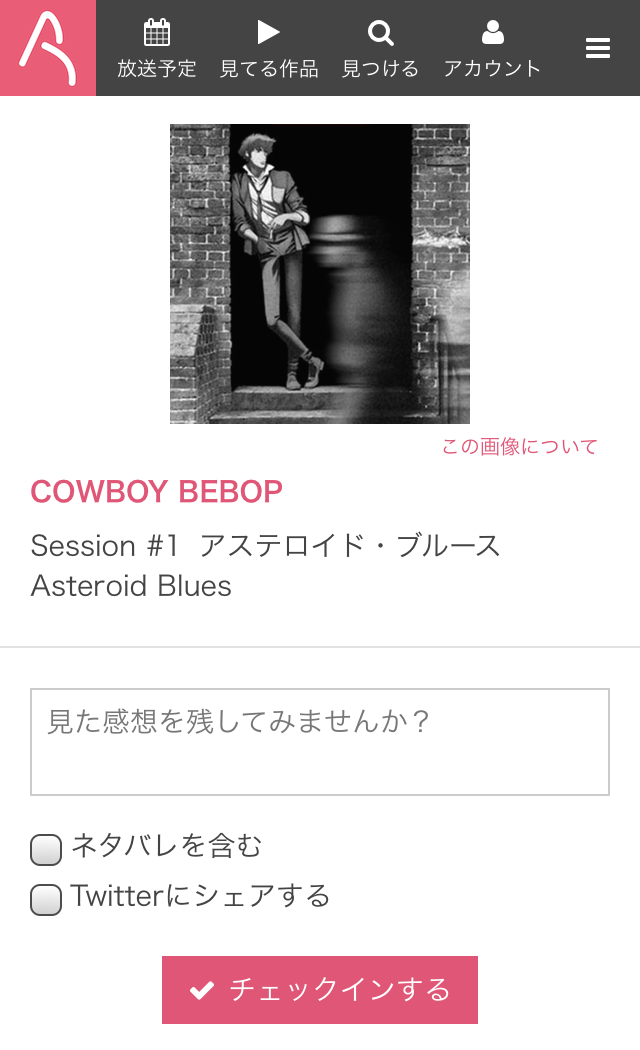 放送予定 見てる作品 見つける アカウント
この画像について
COWBOY BEBOP
Session #1 アステロイド・ブルース
Asteroid Blues
見た感想を残してみませんか？
ネタバレを含む
Twitterにシェアする
チェックインする